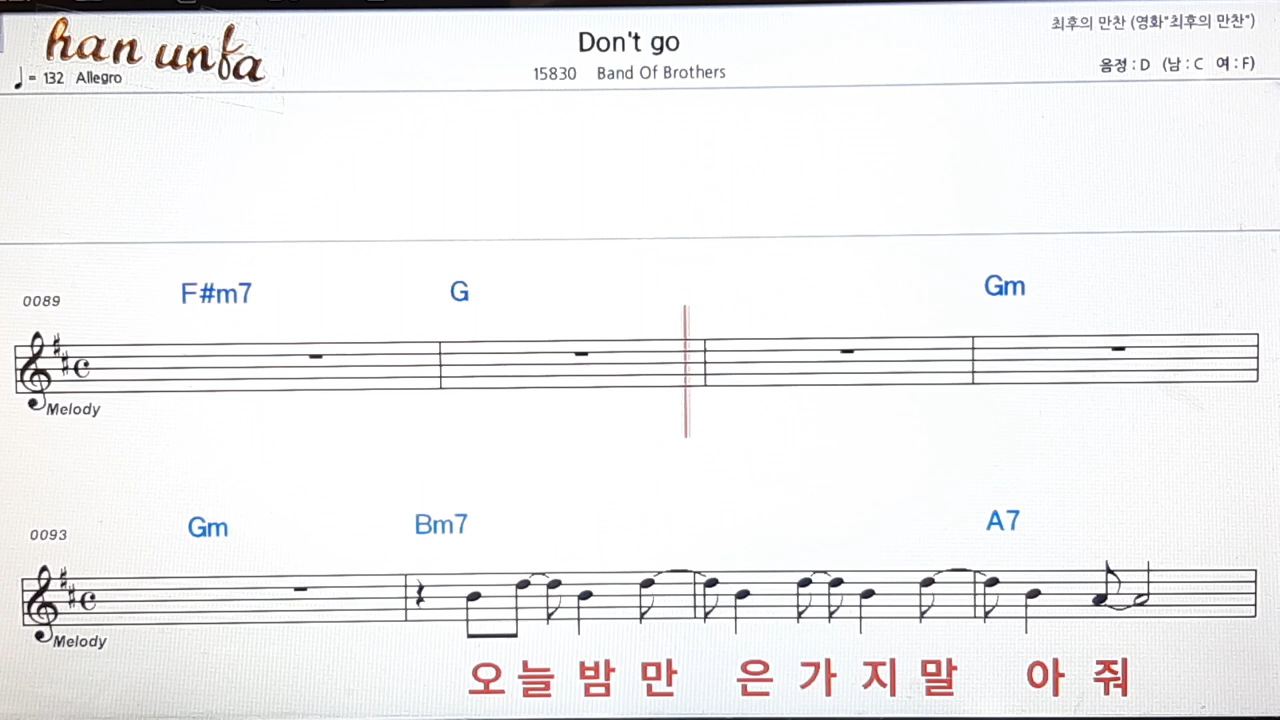 han unfa
Don't go
최후의 만찬 (영화"최후의 만찬")
♩= 132 Allegro
15830 Band Of Brothers
음정 : D (남 : C 여 : F)
0089 F#m7 G Gm
Melody
0093 Gm Bm7 A7
Melody
오늘 밤 만 은 가 지 말 아 줘